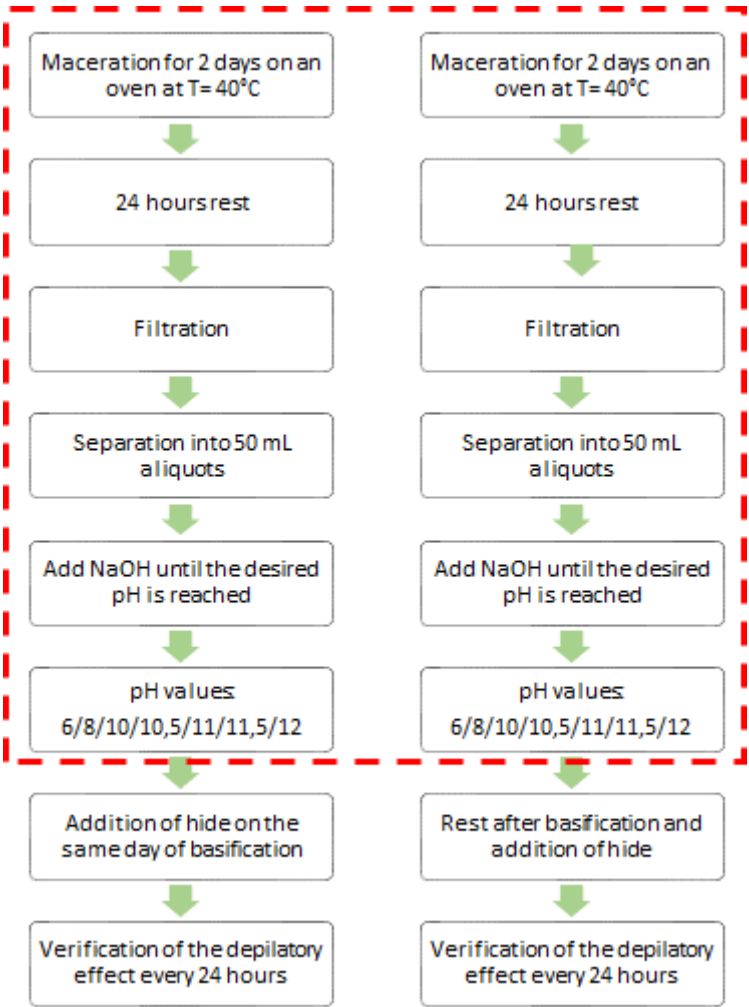 Maceration for 2 days on an
oven at T= 40°C
24 hours rest
Filtration
Separation into 50 mL
aliquots
Add NaOH until the desired
pH is reached
pH values:
6/8/10/10,5/11/11,5/12
Addition of hide on the
same day of basification
Verification of the depilatory
effect every 24 hours
Maceration for 2 days on an
oven at T= 40°C
24 hours rest
Filtration
Separation into 50 mL
aliquots
Add NaOH until the desired
pH is reached
pH values:
6/8/10/10,5/11/11,5/12
Rest after basification and
addition of hide
Verification of the depilatory
effect every 24 hours